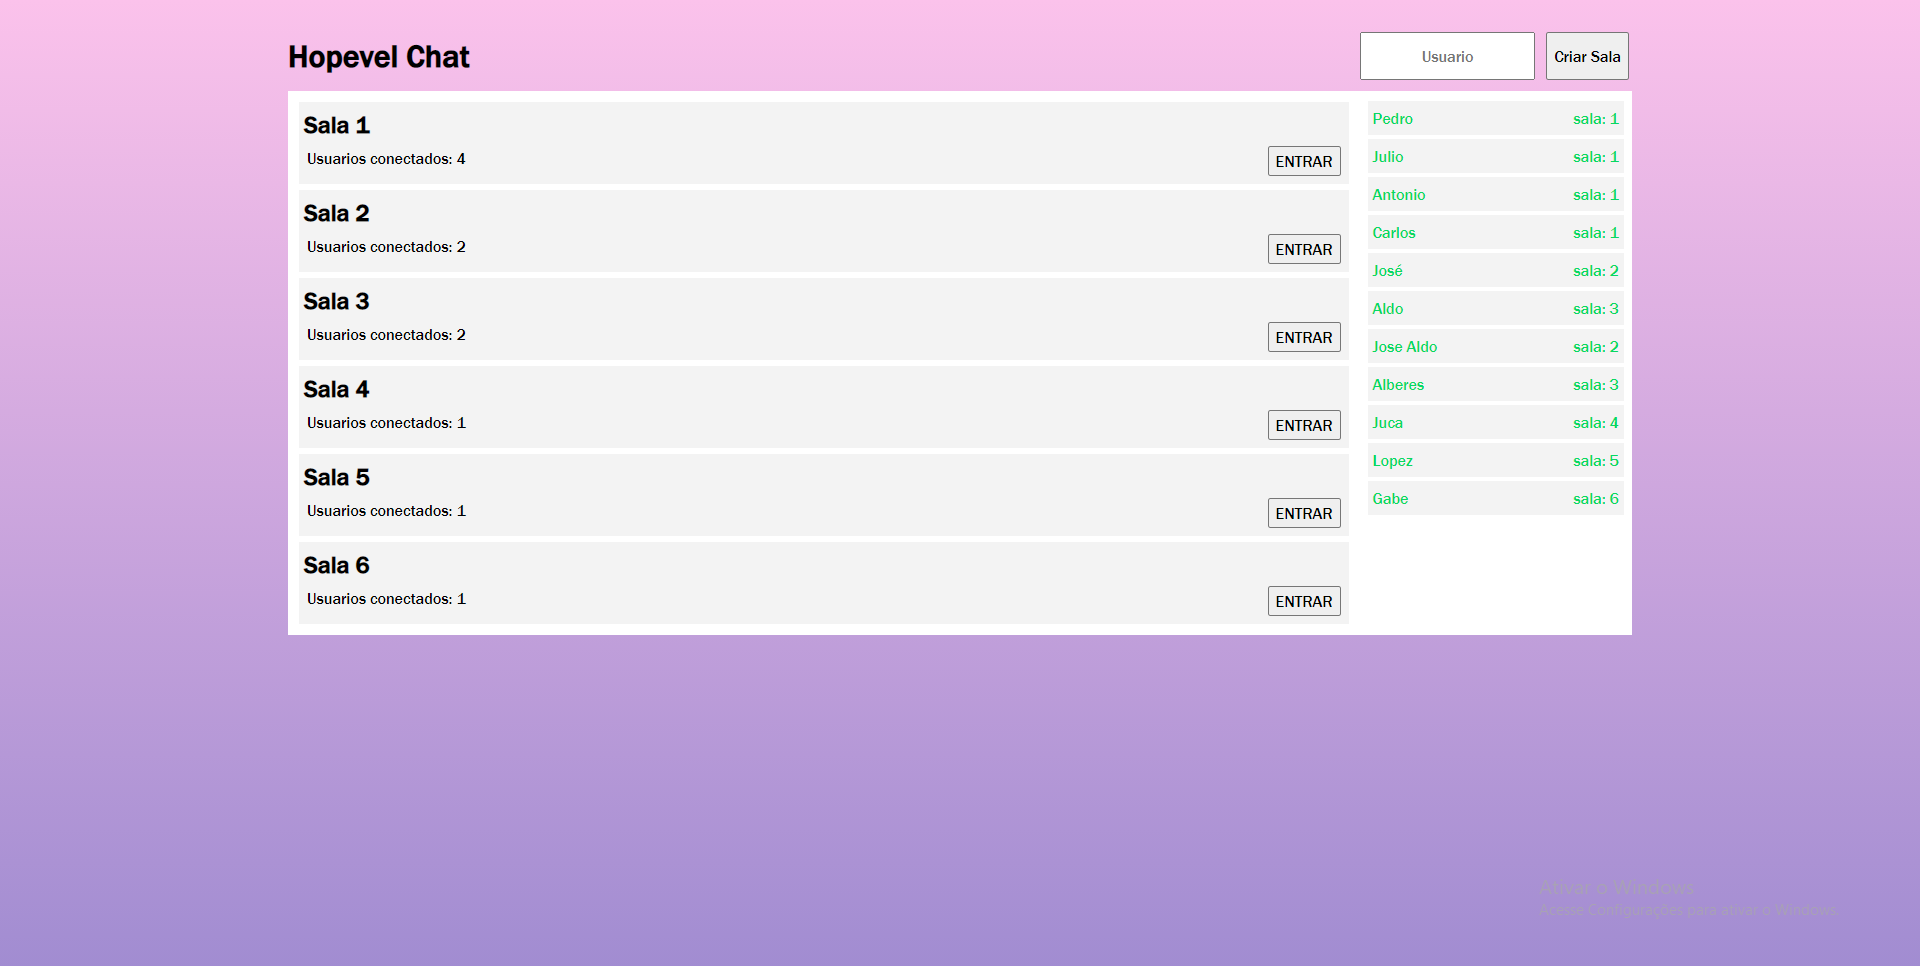 Hopevel Chat
Usuario
Criar Sala
Sala 1
Usuarios conectados: 4
ENTRAR
Sala 2
Usuarios conectados: 2
ENTRAR
Sala 3
Usuarios conectados: 2
ENTRAR
Sala 4
Usuarios conectados: 1
ENTRAR
Sala 5
Usuarios conectados: 1
ENTRAR
Sala 6
Usuarios conectados: 1
ENTRAR
Pedro sala: 1
Julio sala: 1
Antonio sala: 1
Carlos sala: 1
José sala: 2
Aldo sala: 3
Jose Aldo sala: 2
Alberes sala: 3
Juca sala: 4
Lopez sala: 5
Gabe sala: 6
Ativar o Windows
Acesse Configurações para ativar o Windows.